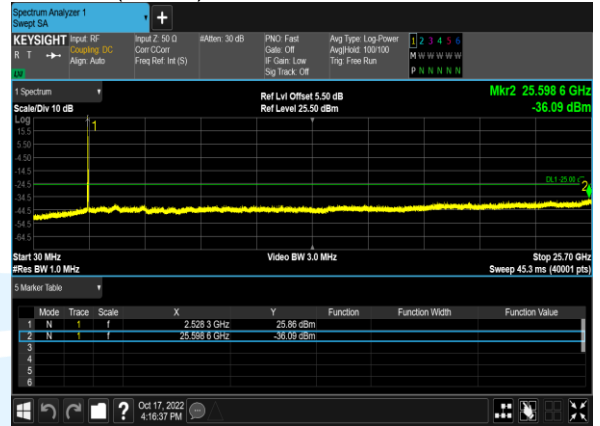 Spectrum Analyzer 1
Swept SA
KEYSIGHT Input: RF Input Z: 50 Ω #Atten: 30 dB PNO: Fast Avg Type: Log-Power 1 2 3 4 5 6
R T Coupling: DC Corr CCorr Gate: Off Avg|Hold: 100/100 M W W W W W
Align: Auto Freq Ref: Int (S) IF Gain: Low Trig: Free Run P N N N N N
LVI Sig Track: Off
1 Spectrum Ref Lvl Offset 5.50 dB Mkr2 25.598 6 GHz
Scale/Div 10 dB Ref Level 25.50 dBm -36.09 dBm
Log
1
15.5
5.50
-4.50
-14.5
-24.5
DL1 -25.00
2
-34.5
-44.5
-54.5
-64.5
Start 30 MHz Video BW 3.0 MHz Stop 25.70 GHz
#Res BW 1.0 MHz Sweep 45.3 ms (40001 pts)
5 Marker Table
Mode Trace Scale X Y Function Function Width Function Value
1 N 1 f 2.528 3 GHz 25.86 dBm
2 N 1 f 25.598 6 GHz -36.09 dBm
3
4
5
6
? Oct 17, 2022
4:16:37 PM